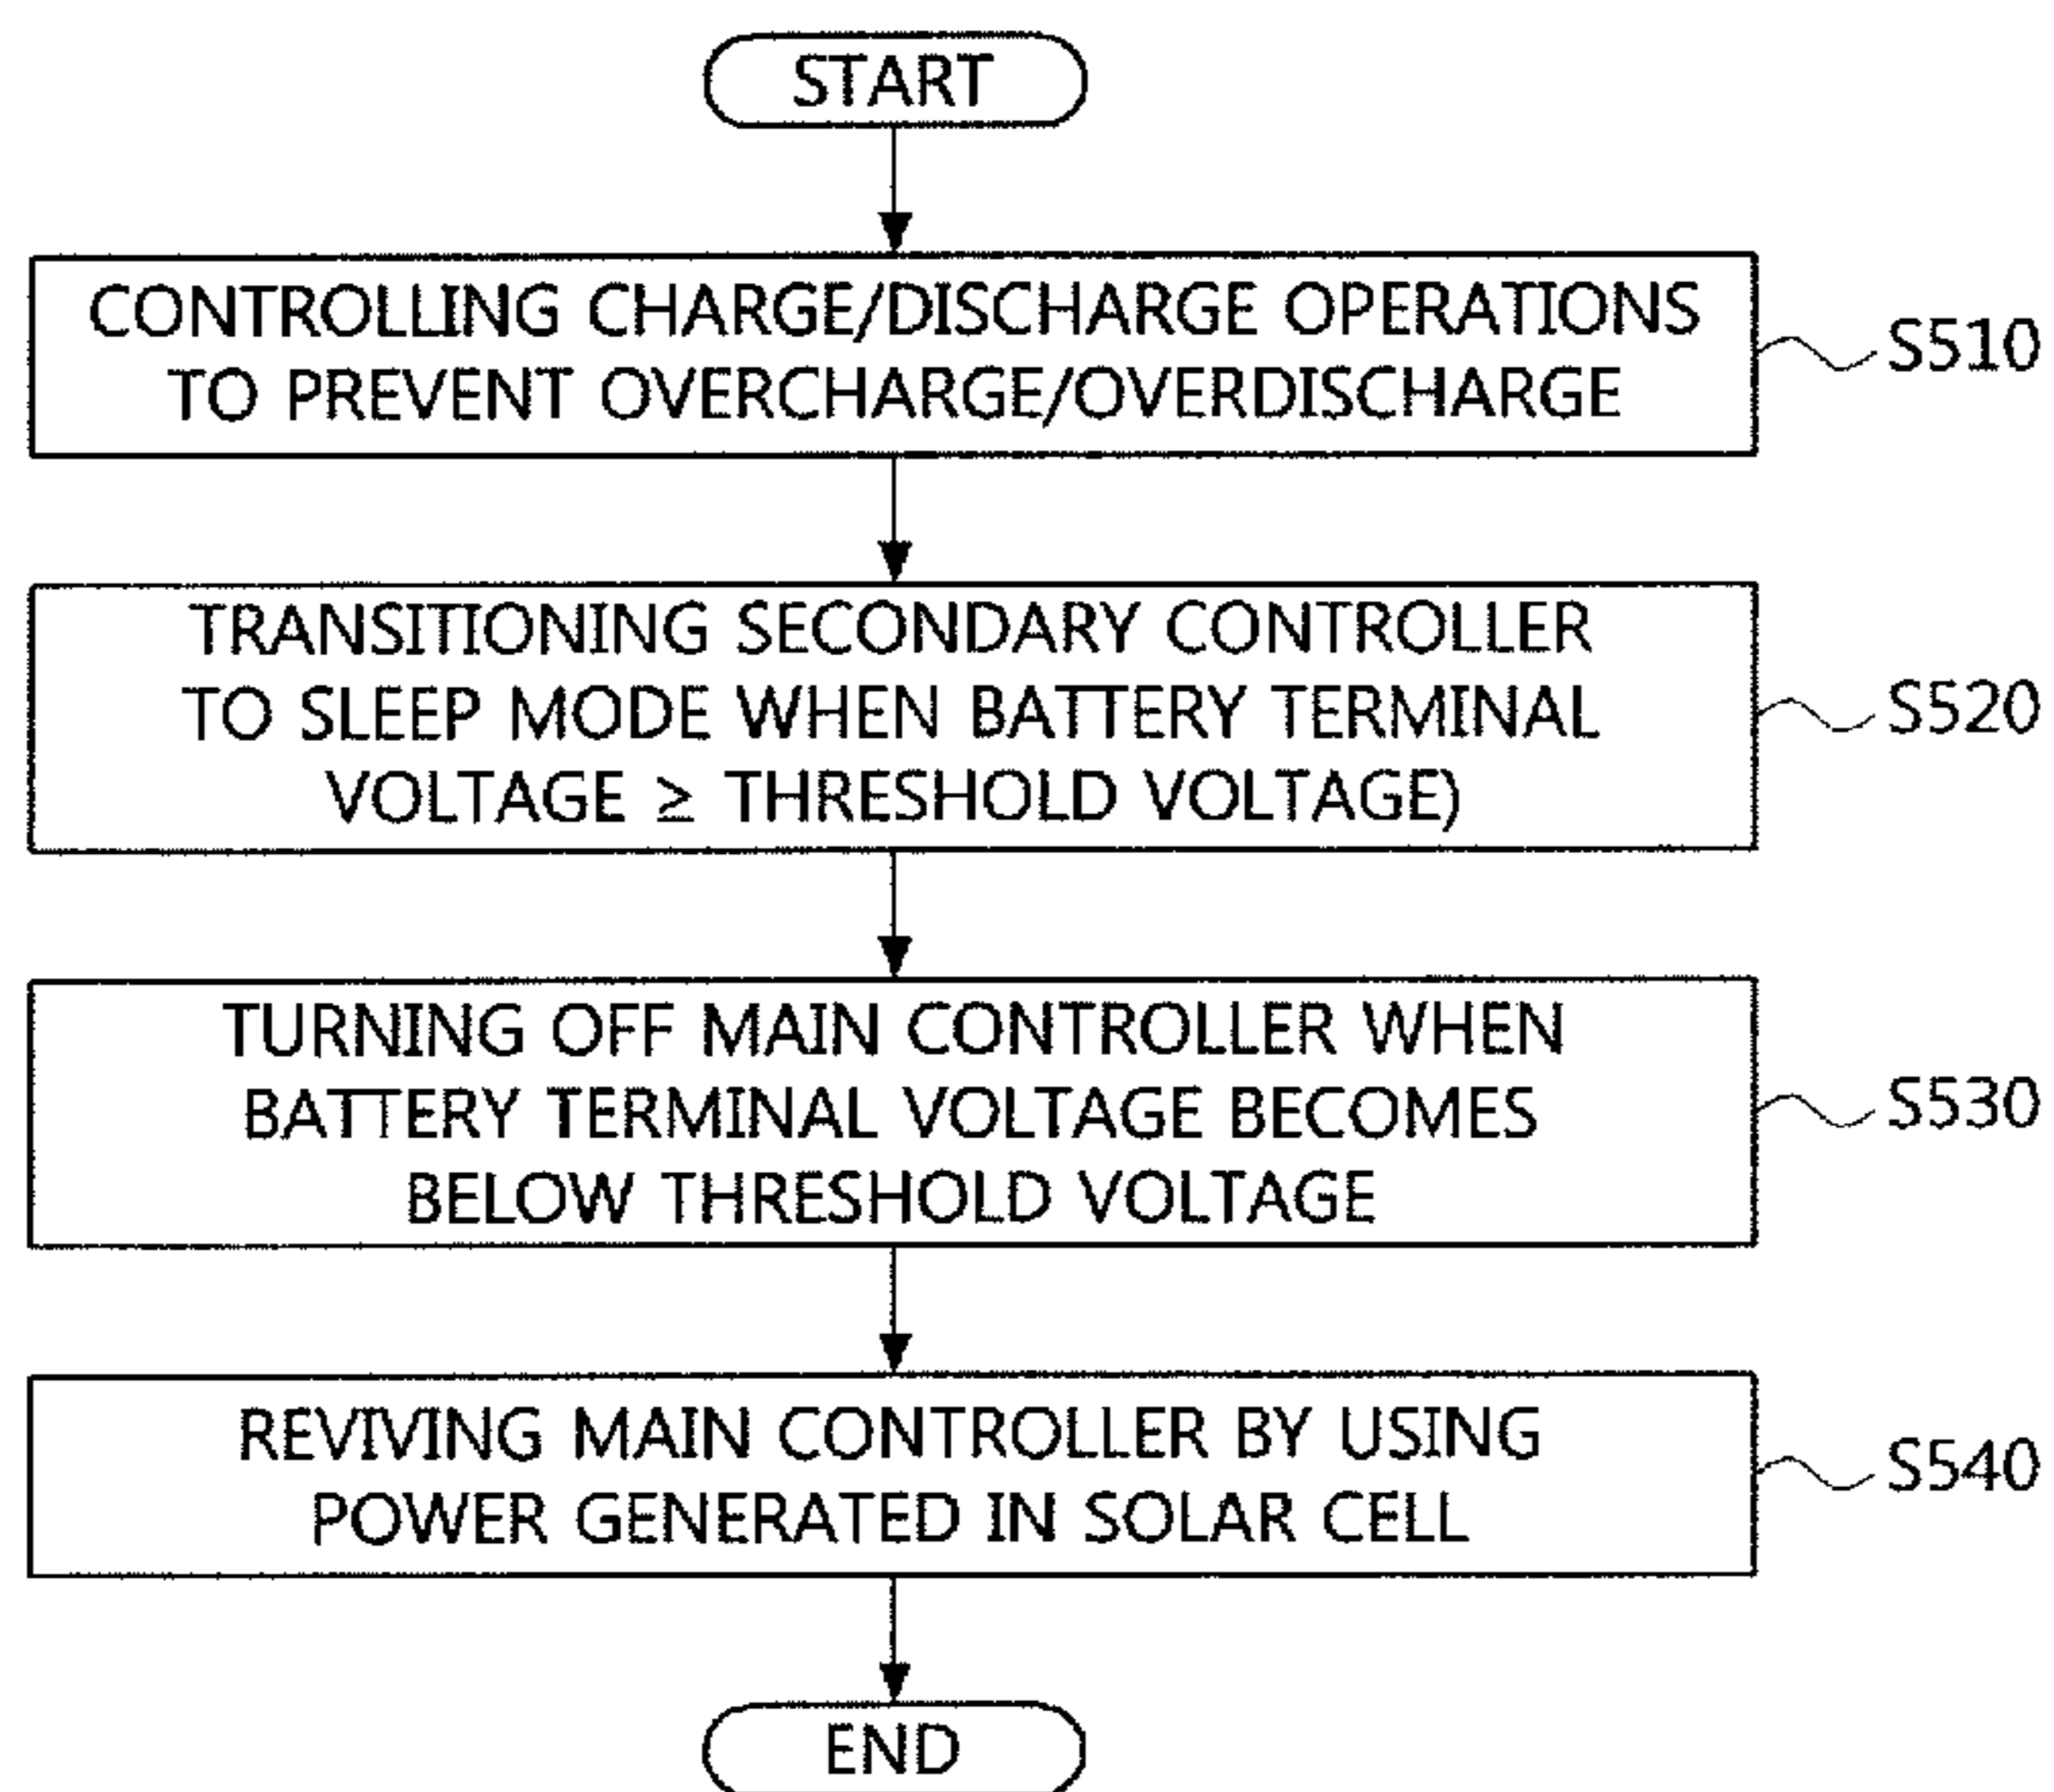 START
CONTROLLING CHARGE/DISCHARGE OPERATIONS
TO PREVENT OVERCHARGE/OVERDISCHARGE
S510
TRANSITIONING SECONDARY CONTROLLER
TO SLEEP MODE WHEN BATTERY TERMINAL
VOLTAGE ≥ THRESHOLD VOLTAGE)
S520
TURNING OFF MAIN CONTROLLER WHEN
BATTERY TERMINAL VOLTAGE BECOMES
BELOW THRESHOLD VOLTAGE
S530
REVIVING MAIN CONTROLLER BY USING
POWER GENERATED IN SOLAR CELL
S540
END